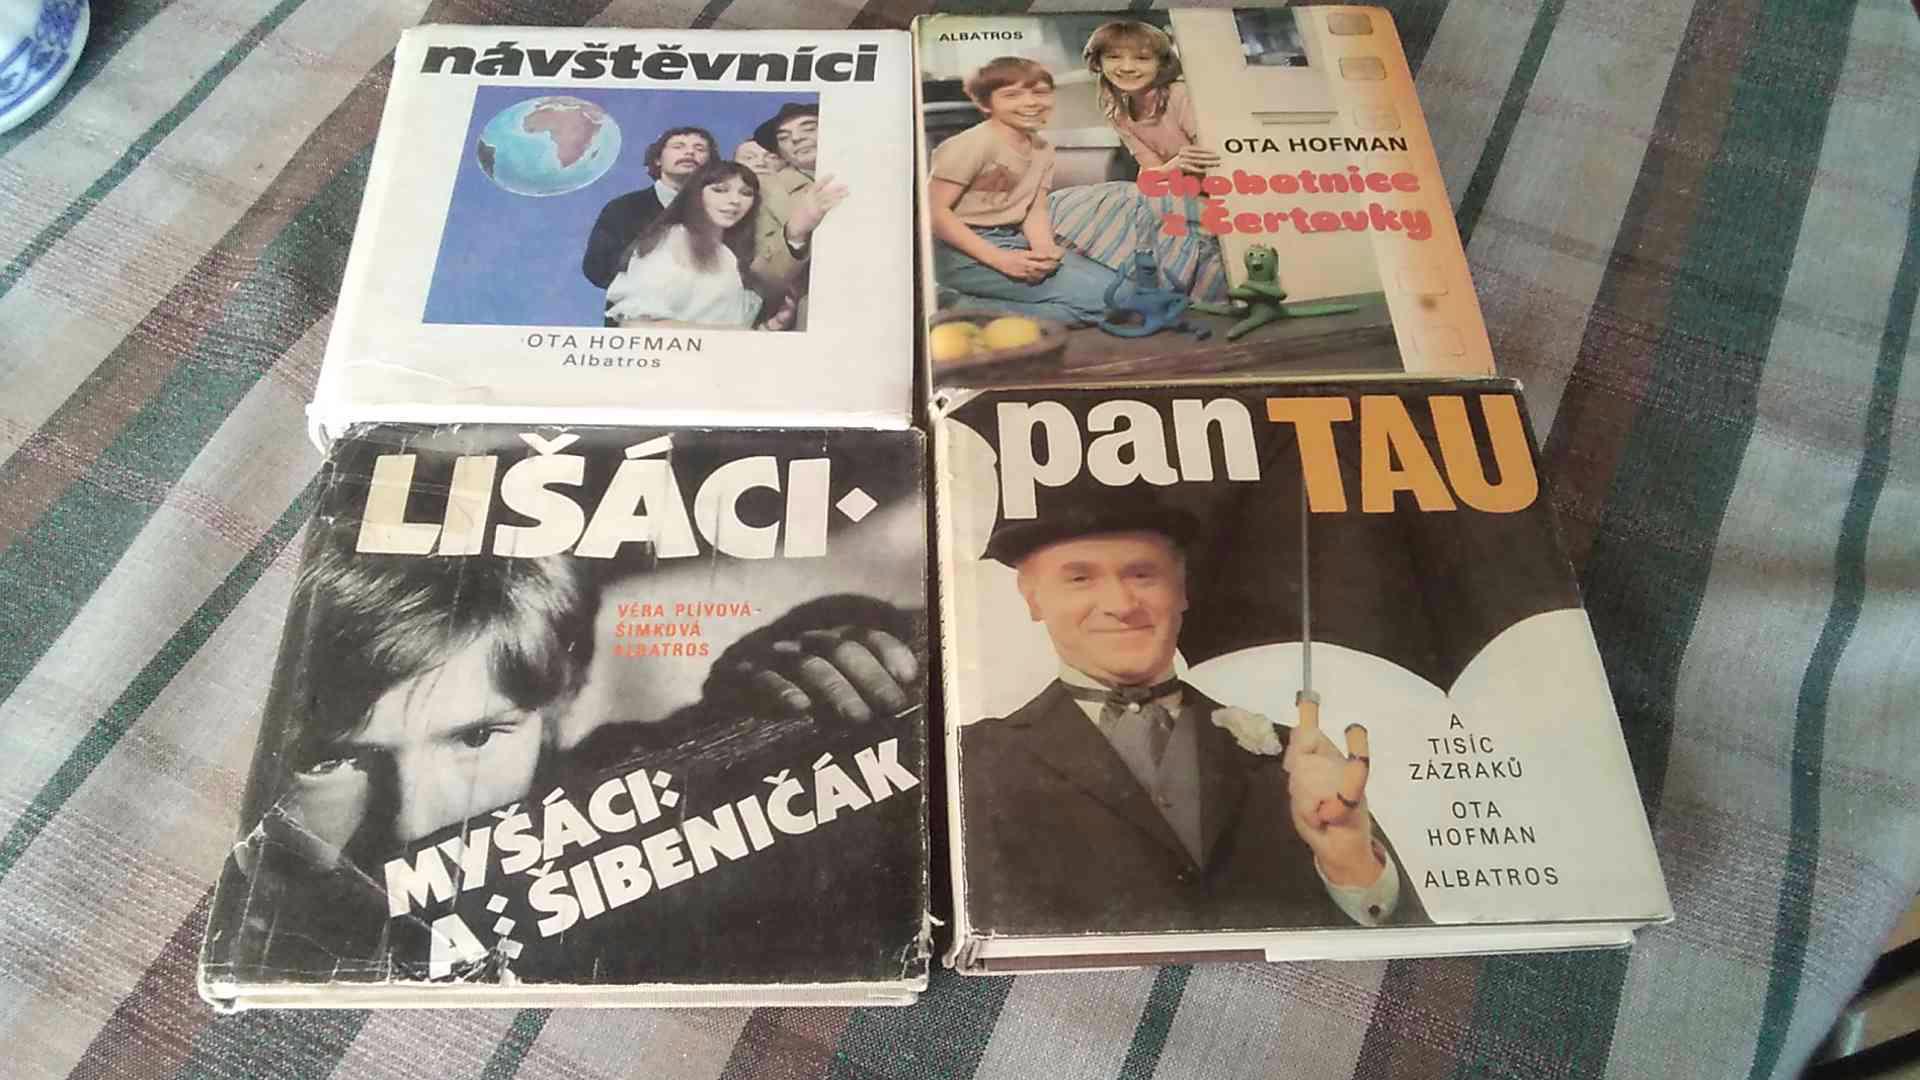 návštěvníci
OTA HOFMAN
Albatros
ALBATROS
OTA HOFMAN
Chobotnice
z Čertovky
LIŠÁCI
VĚRA PLÍVOVÁ-
ŠIMKOVÁ
ALBATROS
MYŠÁCI
A ŠIBENIČÁK
pan TAU
A
TISÍC
ZÁZRAKŮ
OTA
HOFMAN
ALBATROS